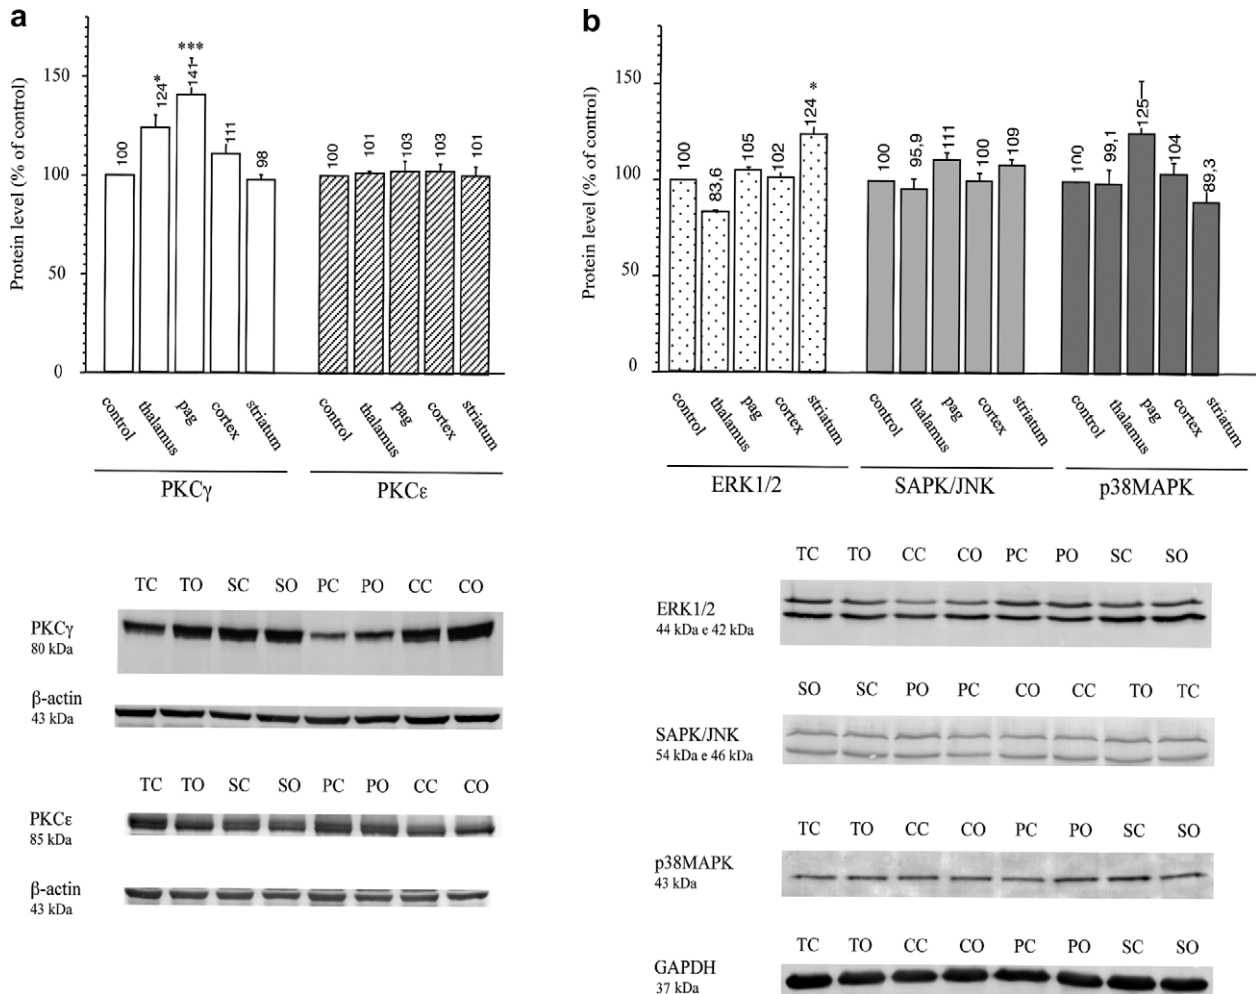 a
Protein level (% of control)
150
100
50
0
100
124*
***
141
111
98
100
101
103
103
101
control
thalamus
pag
cortex
striatum
control
thalamus
pag
cortex
striatum
PKCγ
PKCε
TC TO SC SO PC PO CC CO
PKCγ
80 kDa
β-actin
43 kDa
TC TO SC SO PC PO CC CO
PKCε
85 kDa
β-actin
43 kDa
b
Protein level (% of control)
150
100
50
0
100
83,6
105
102
124 *
100
95,9
111
100
109
100
99,1
125
104
89,3
control
thalamus
pag
cortex
striatum
control
thalamus
pag
cortex
striatum
control
thalamus
pag
cortex
striatum
ERK1/2
SAPK/JNK
p38MAPK
TC TO CC CO PC PO SC SO
ERK1/2
44 kDa e 42 kDa
SO SC PO PC CO CC TO TC
SAPK/JNK
54 kDa e 46 kDa
TC TO CC CO PC PO SC SO
p38MAPK
43 kDa
TC TO CC CO PC PO SC SO
GAPDH
37 kDa